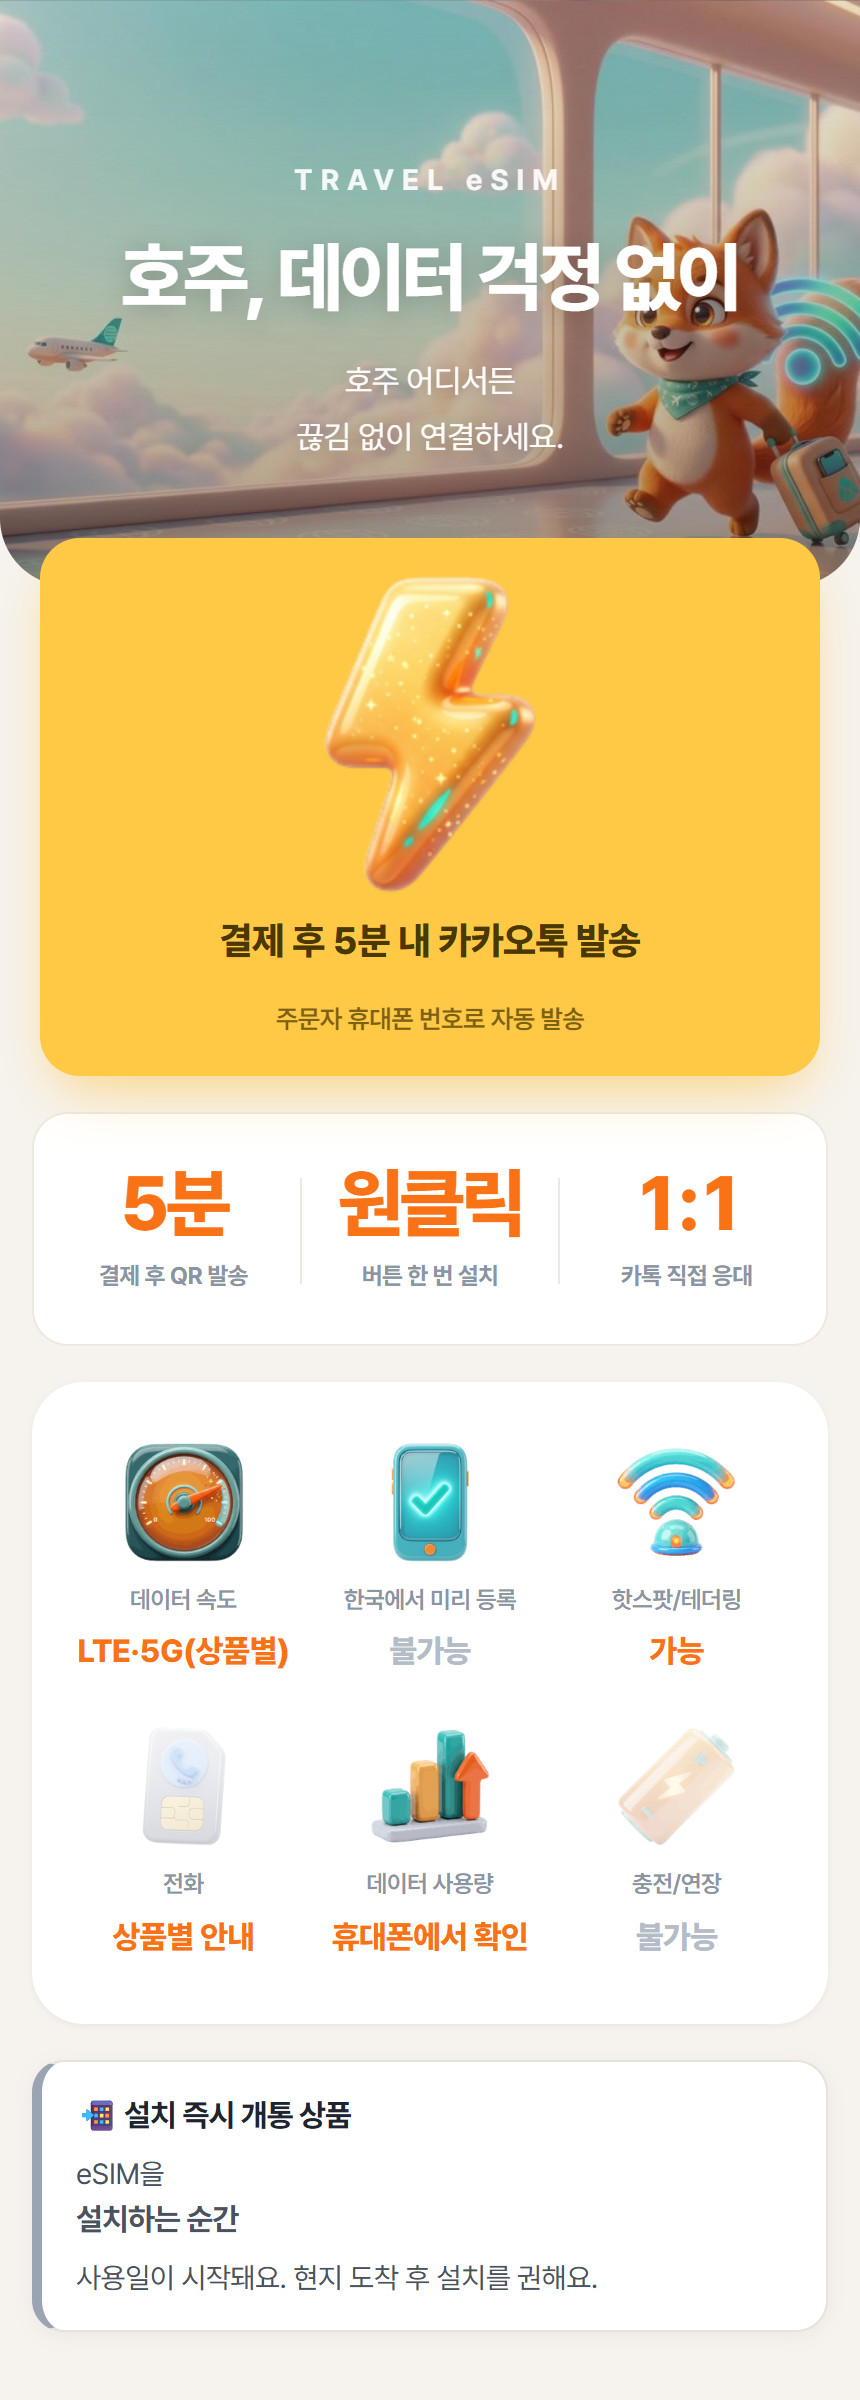 TRAVEL eSIM
호주, 데이터 걱정 없이
호주 어디서든
끊김 없이 연결하세요.
결제 후 5분 내 카카오톡 발송
주문자 휴대폰 번호로 자동 발송
5분
결제 후 QR 발송
원클릭
버튼 한 번 설치
1:1
카톡 직접 응대
데이터 속도
LTE·5G(상품별)
한국에서 미리 등록
불가능
핫스팟/테더링
가능
전화
상품별 안내
데이터 사용량
휴대폰에서 확인
충전/연장
불가능
설치 즉시 개통 상품
eSIM을
설치하는 순간
사용일이 시작돼요. 현지 도착 후 설치를 권해요.